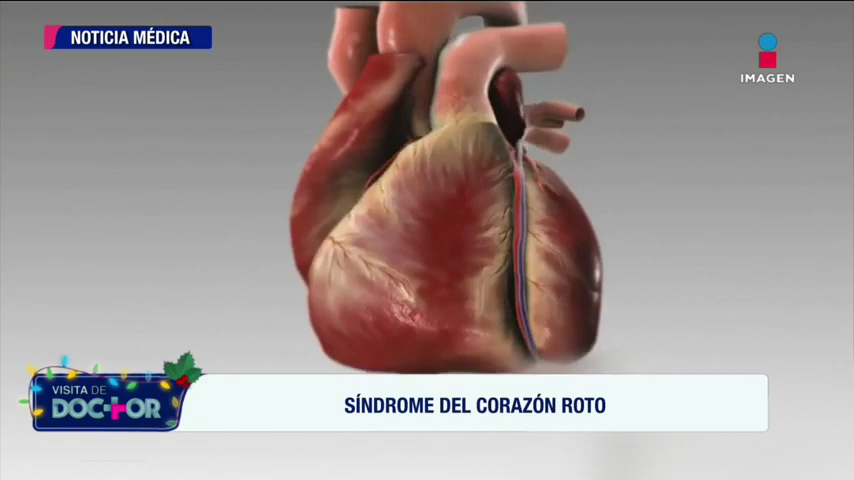 NOTICIA MÉDICA
IMAGEN
VISITA DE
DOCTOR
SÍNDROME DEL CORAZÓN ROTO